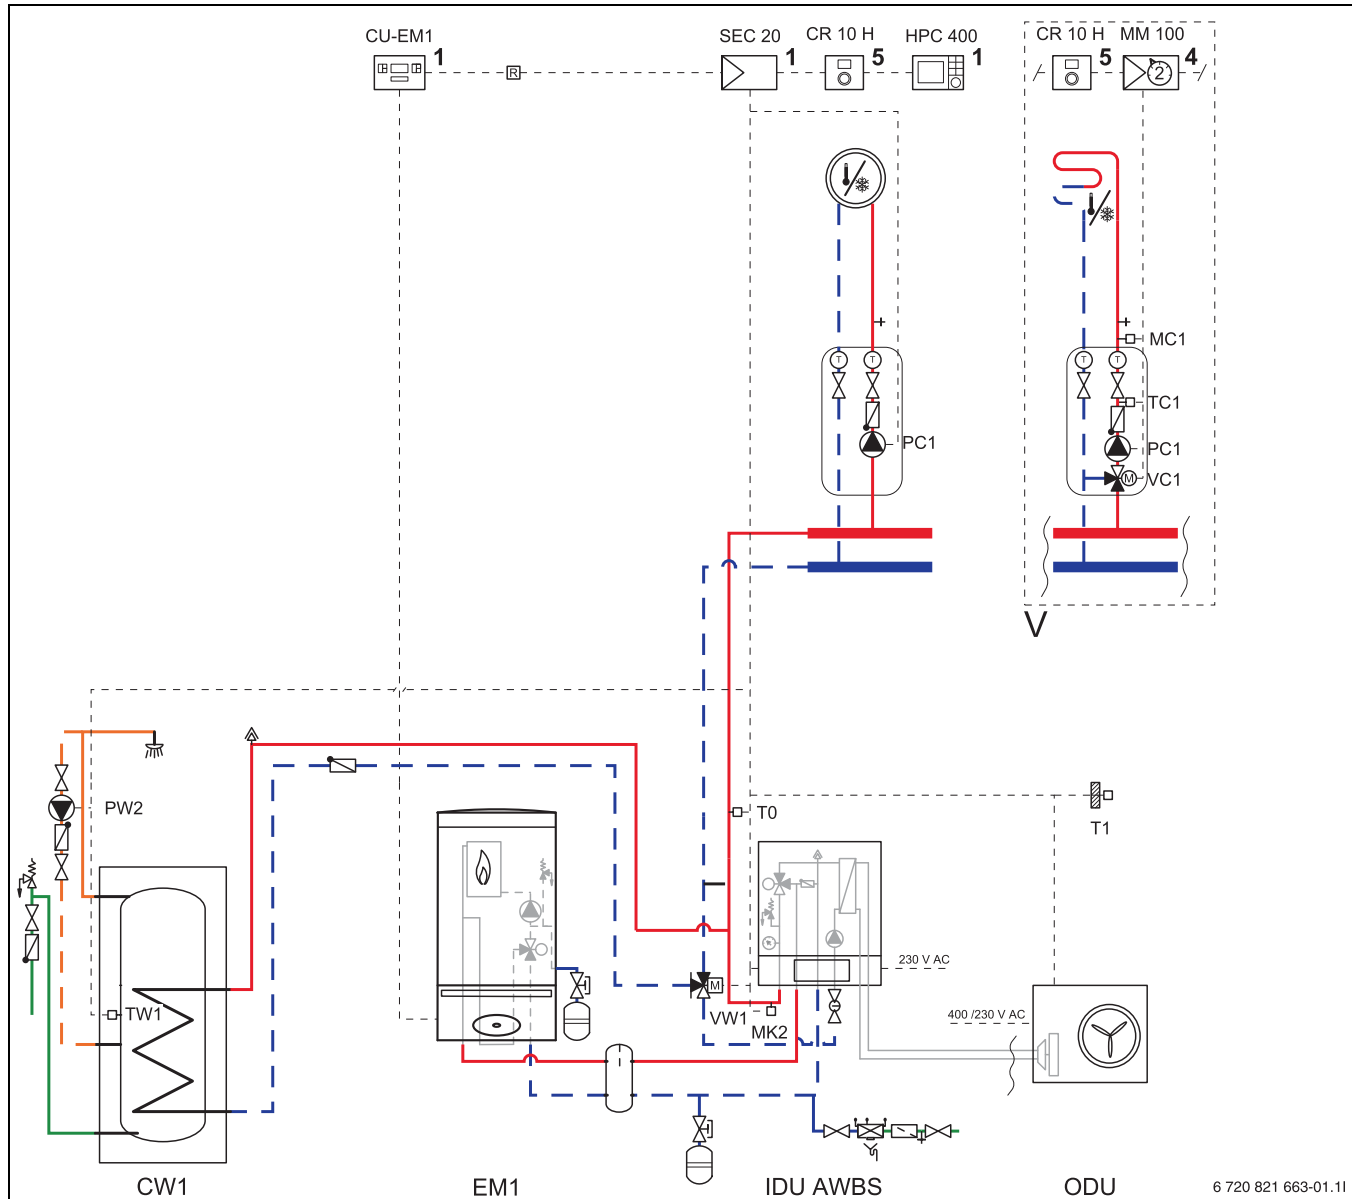 CU-EM1
1
R
SEC 20
1
CR 10 H
5
HPC 400
1
CR 10 H
5
MM 100
2
4
T
T
PC1
MC1
T
T
TC1
PC1
M
VC1
V
PW2
T0
T1
230 V AC
M
VW1
MK2
TW1
400 /230 V AC
CW1
EM1
IDU AWBS
ODU
6 720 821 663-01.1I